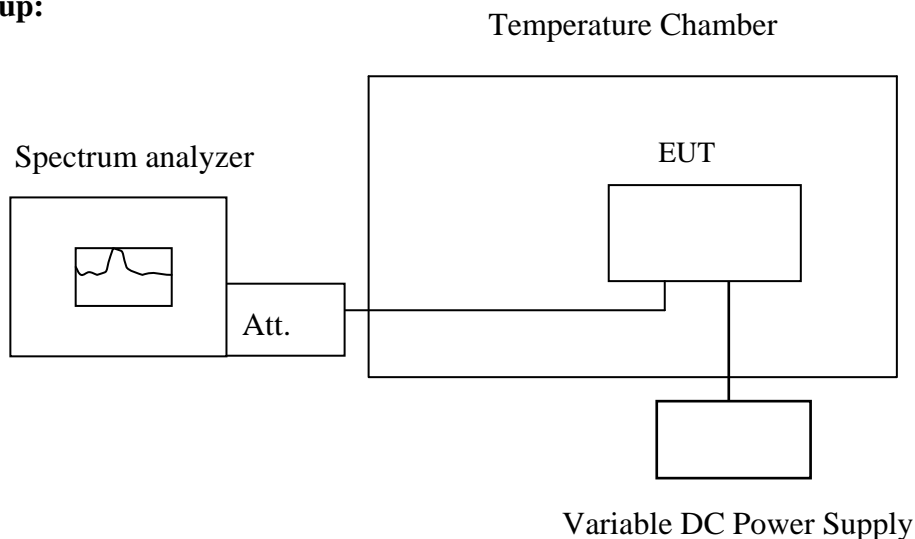 up:
Temperature Chamber
Spectrum analyzer
EUT
Att.
Variable DC Power Supply